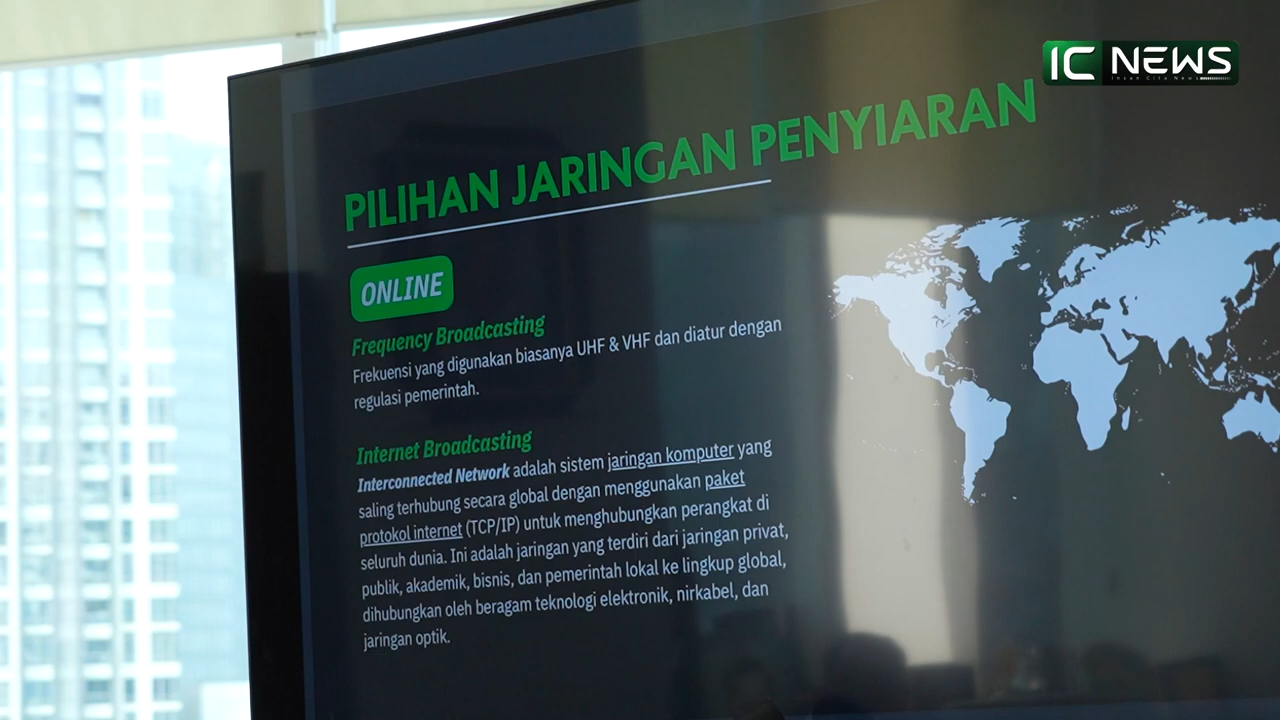 IC NEWS
Insan Cita News
PILIHAN JARINGAN PENYIARAN
ONLINE
Frequency Broadcasting
Frekuensi yang digunakan biasanya UHF & VHF dan diatur dengan
regulasi pemerintah.
Internet Broadcasting
Interconnected Network adalah sistem jaringan komputer yang
saling terhubung secara global dengan menggunakan paket
protokol internet (TCP/IP) untuk menghubungkan perangkat di
seluruh dunia. Ini adalah jaringan yang terdiri dari jaringan privat,
publik, akademik, bisnis, dan pemerintah lokal ke lingkup global,
dihubungkan oleh beragam teknologi elektronik, nirkabel, dan
jaringan optik.